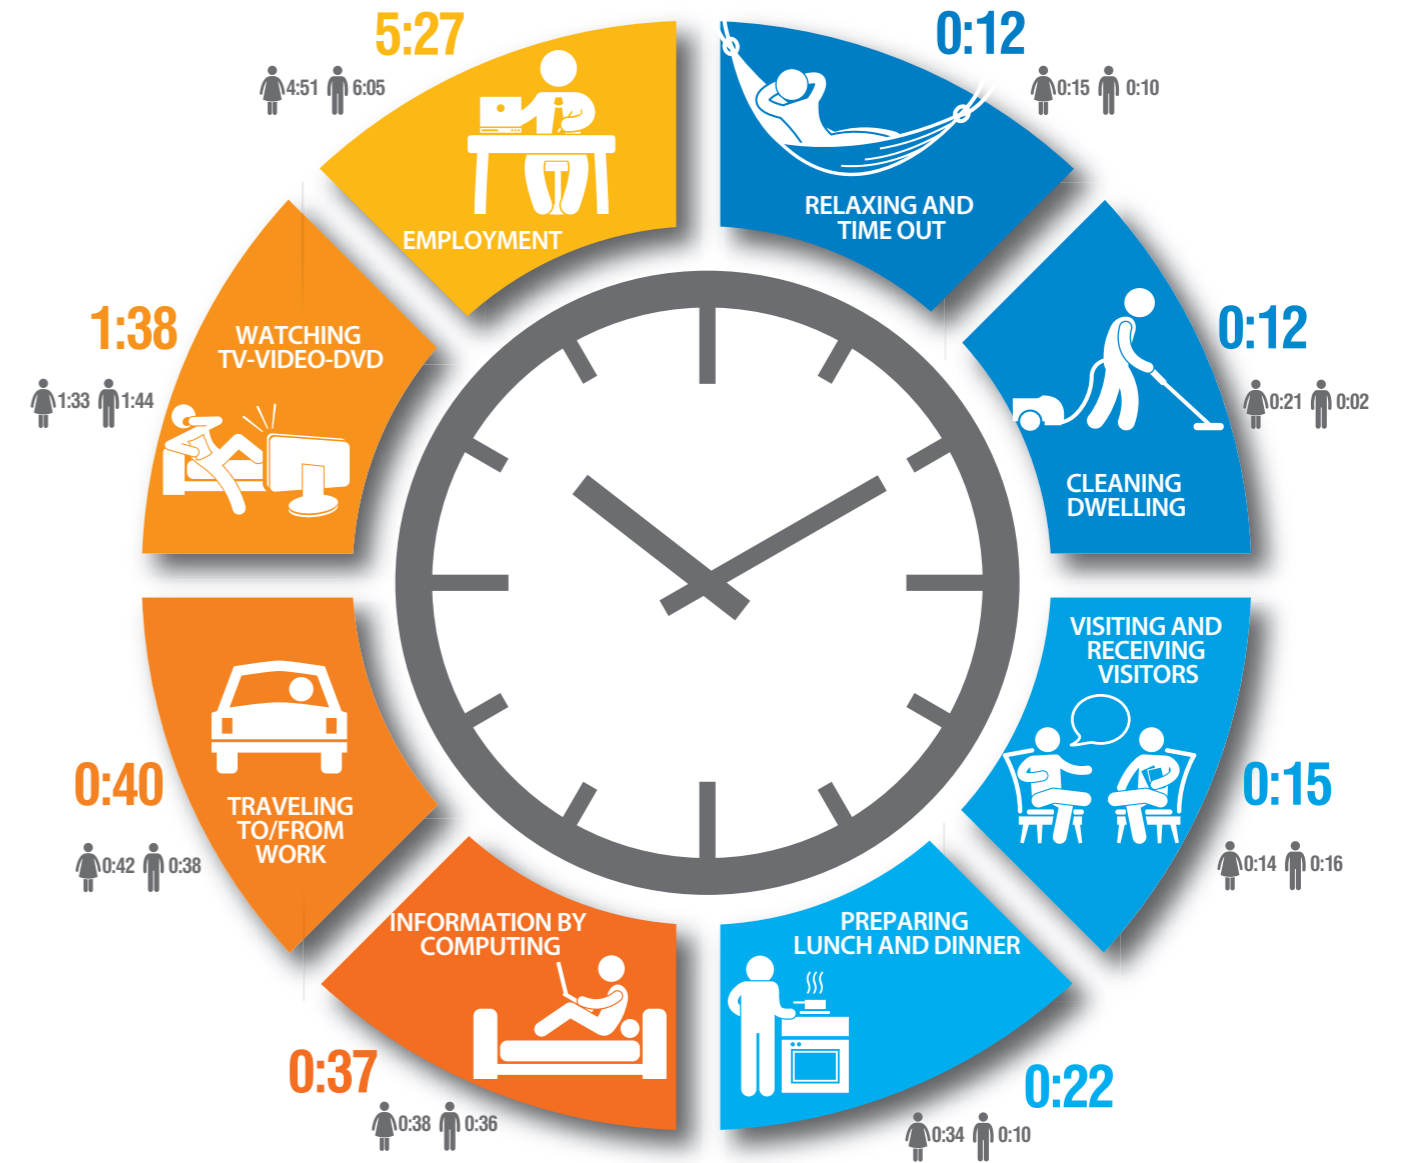 5:27
4:51 6:05
EMPLOYMENT
0:12
0:15 0:10
RELAXING AND
TIME OUT
0:12
0:21 0:02
CLEANING
DWELLING
VISITING AND
RECEIVING
VISITORS
0:15
0:14 0:16
PREPARING
LUNCH AND DINNER
0:22
0:34 0:10
INFORMATION BY
COMPUTING
0:37
0:38 0:36
0:40
0:42 0:38
TRAVELING
TO/FROM
WORK
1:38
1:33 1:44
WATCHING
TV-VIDEO-DVD